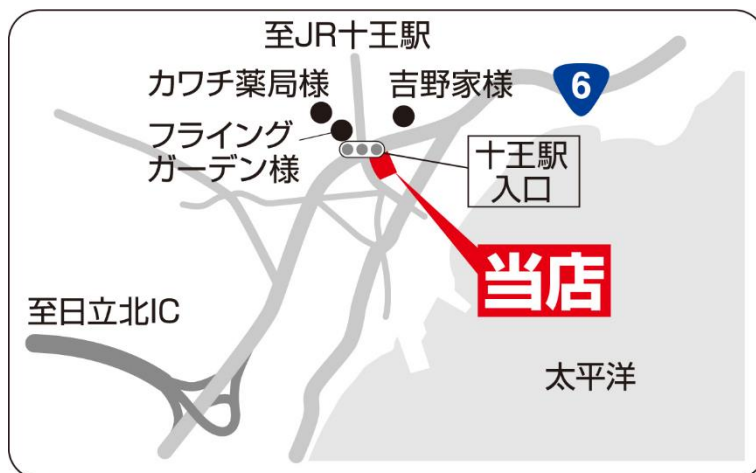 至JR十王駅
カワチ薬局様
吉野家様
6
フライング
ガーデン様
十王駅
入口
当店
至日立北IC
太平洋